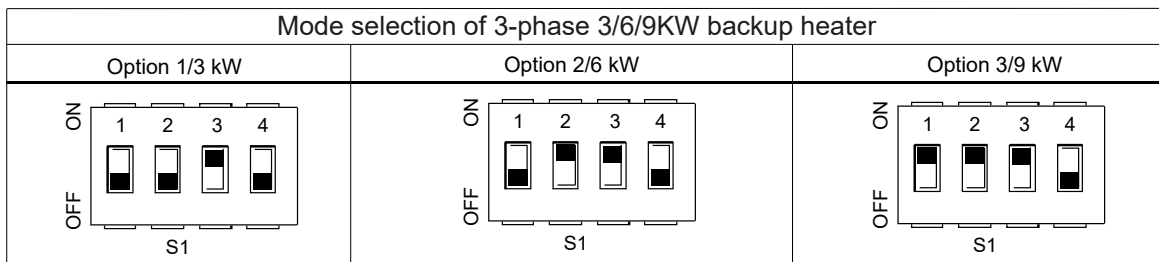 Mode selection of 3-phase 3/6/9KW backup heater
Option 1/3 kW
Option 2/6 kW
Option 3/9 kW
ON
1 2 3 4
OFF
S1
ON
1 2 3 4
OFF
S1
ON
1 2 3 4
OFF
S1